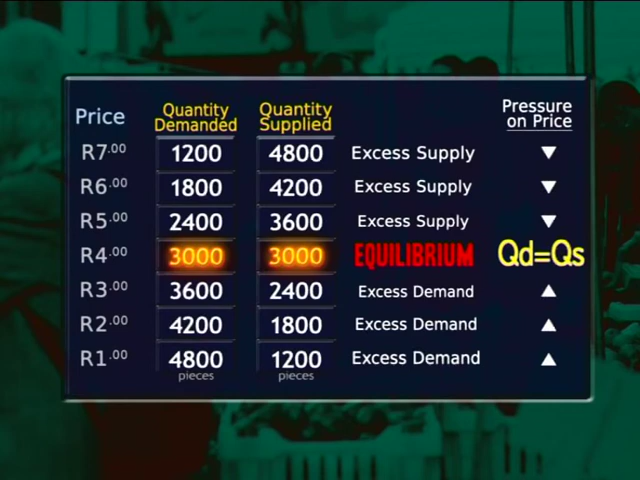 Price Quantity Demanded Quantity Supplied Pressure on Price
R7.00 1200 4800 Excess Supply ▼
R6.00 1800 4200 Excess Supply ▼
R5.00 2400 3600 Excess Supply ▼
R4.00 3000 3000 EQUILIBRIUM Qd=Qs
R3.00 3600 2400 Excess Demand ▲
R2.00 4200 1800 Excess Demand ▲
R1.00 4800 1200 Excess Demand ▲
pieces pieces